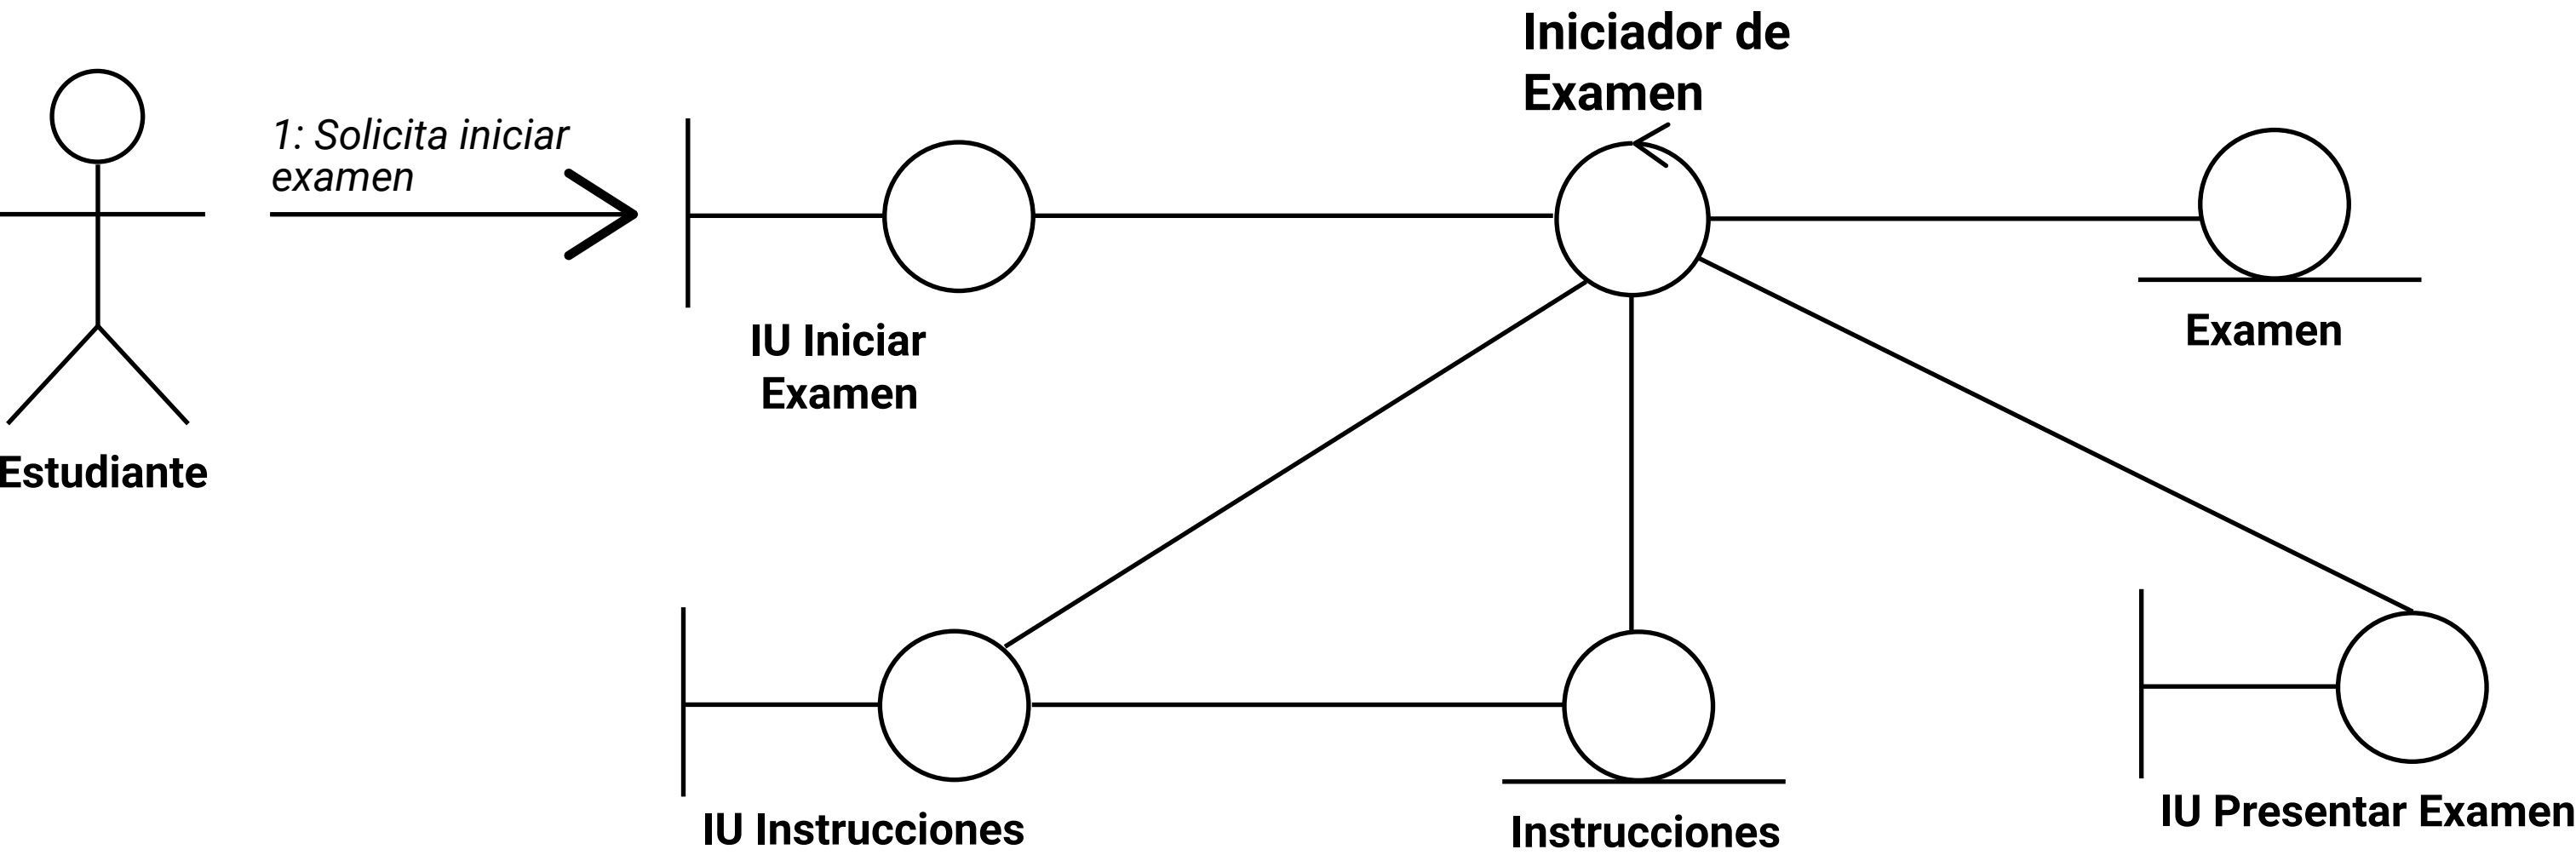 Iniciador de
Examen
1: Solicita iniciar
examen
IU Iniciar
Examen
Examen
Estudiante
IU Instrucciones
Instrucciones
IU Presentar Examen